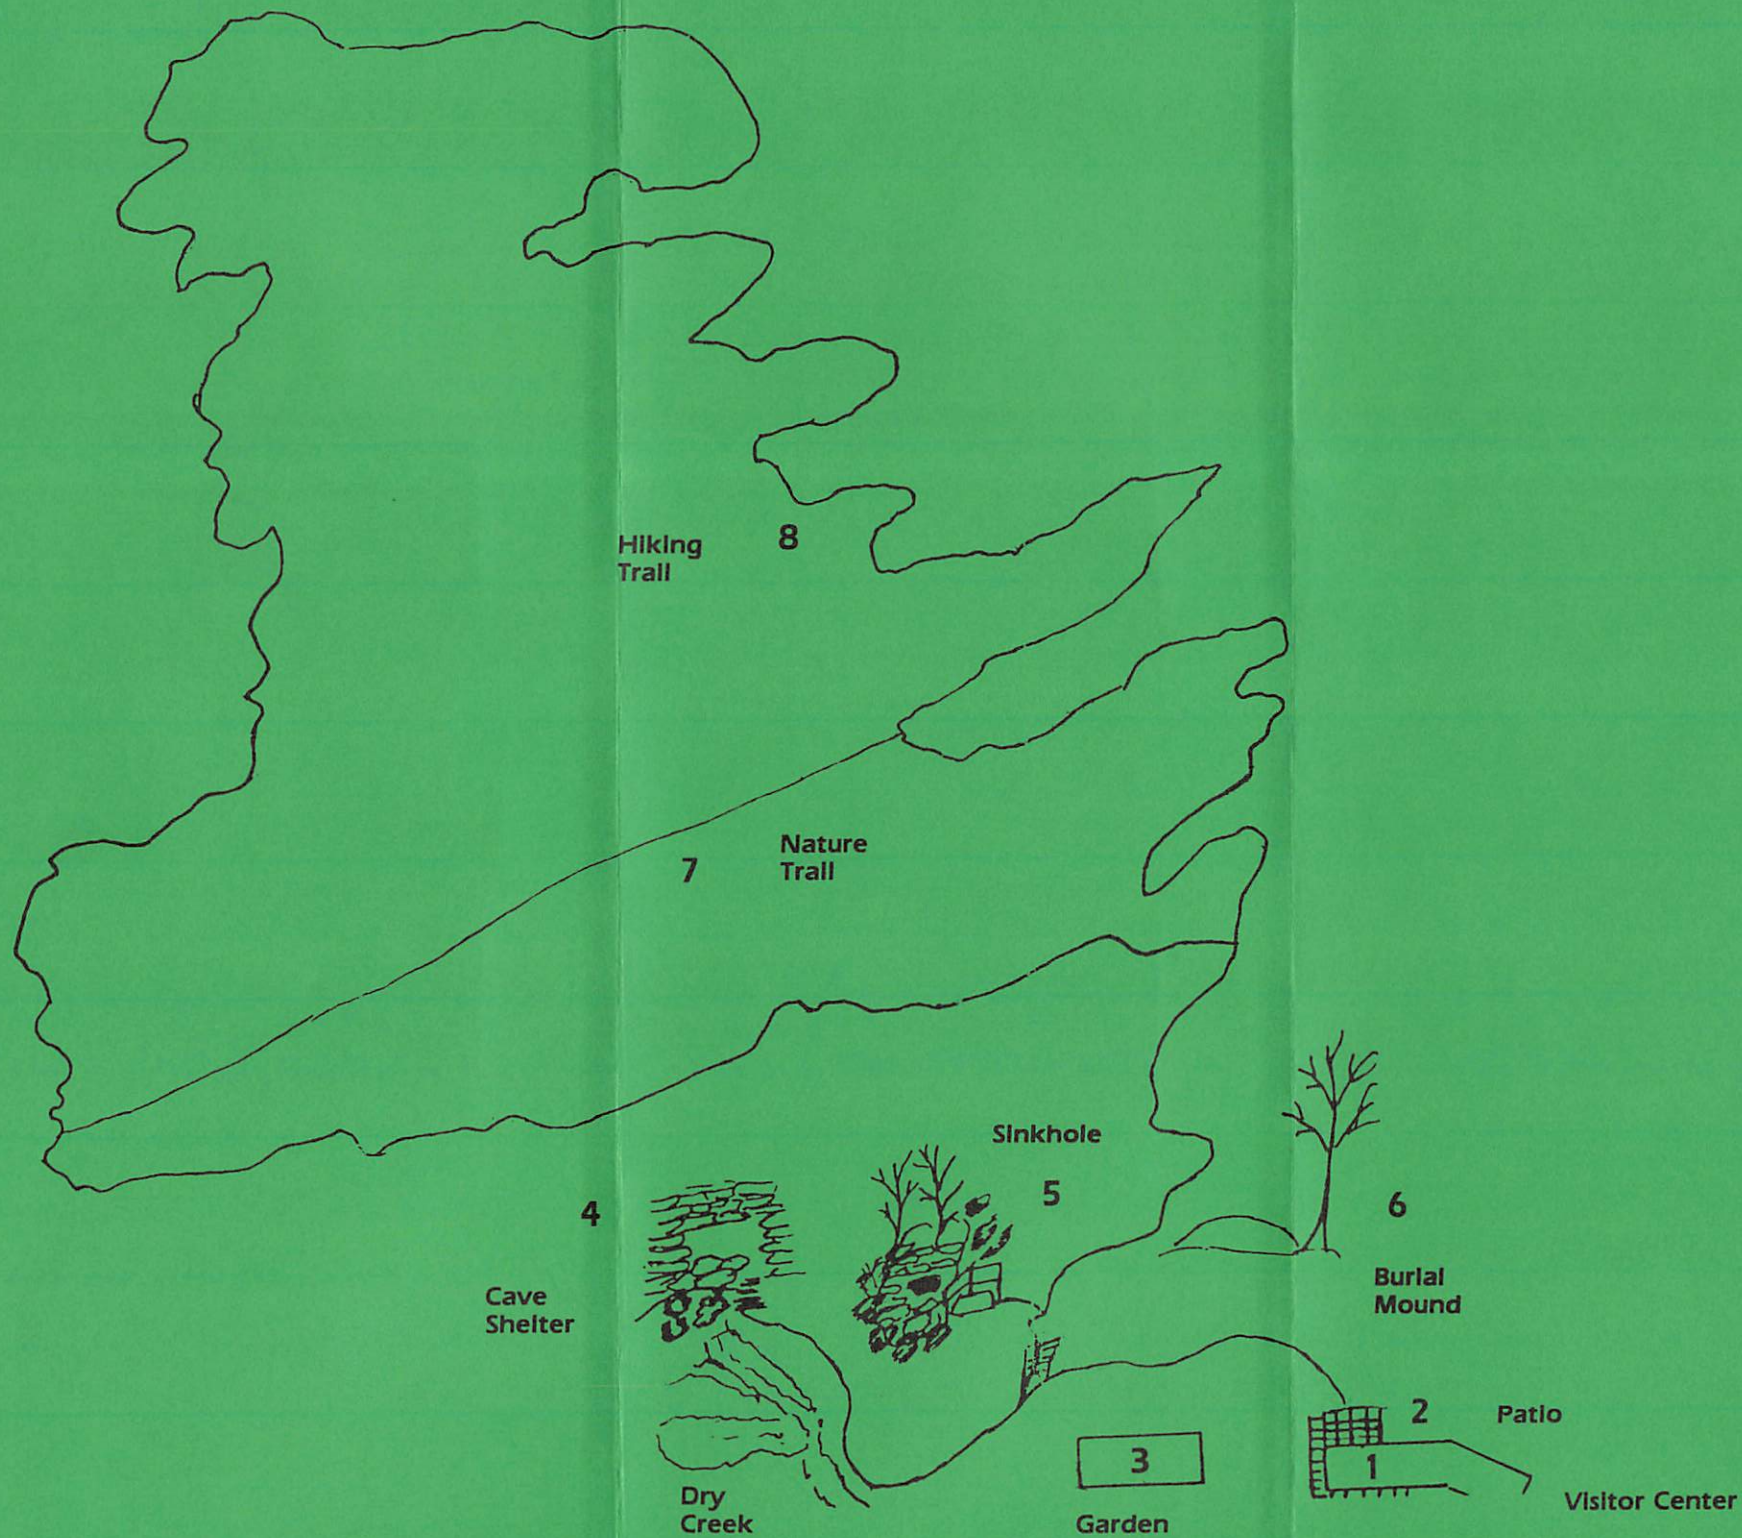 Hiking
Trail
8
7
Nature
Trail
Sinkhole
5
4
6
Cave
Shelter
Burial
Mound
2
Patio
3
1
Dry
Creek
Garden
Visitor Center